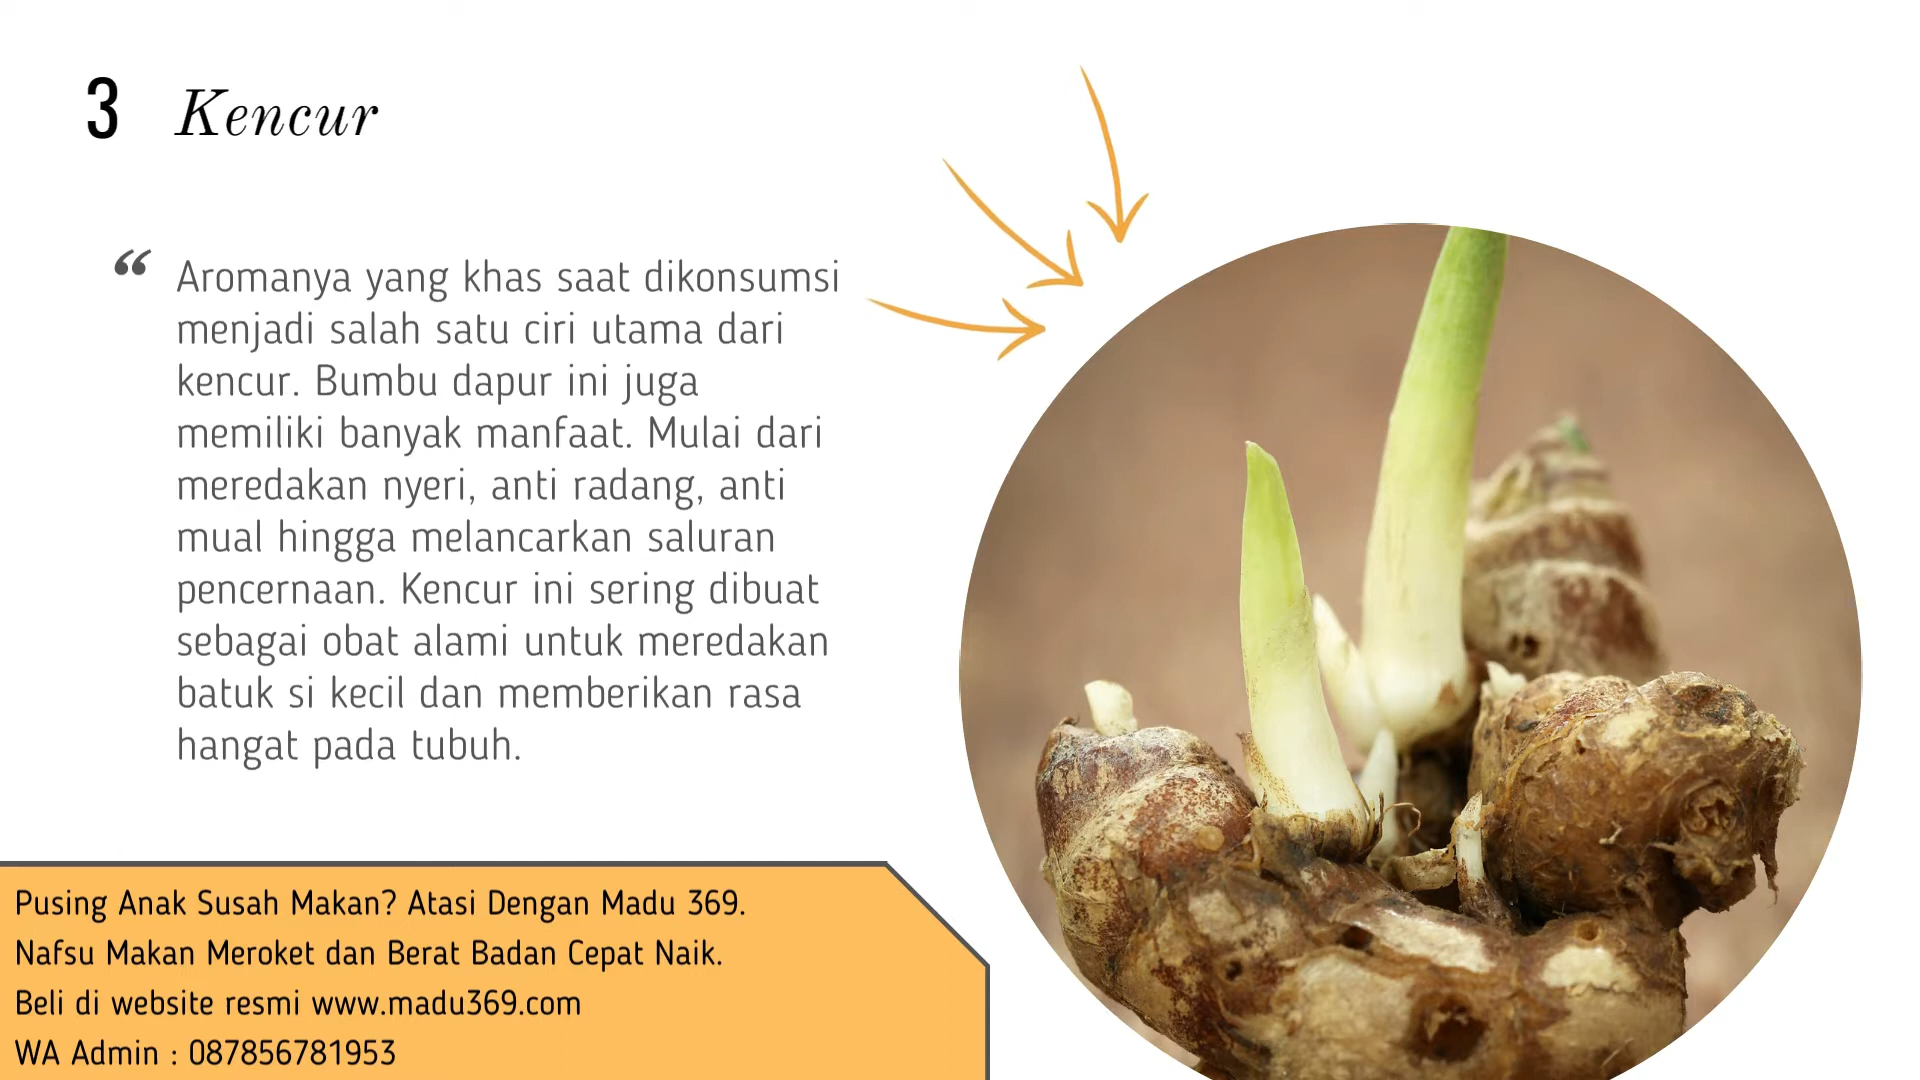 3 Kencur
“ Aromanya yang khas saat dikonsumsi
menjadi salah satu ciri utama dari
kencur. Bumbu dapur ini juga
memiliki banyak manfaat. Mulai dari
meredakan nyeri, anti radang, anti
mual hingga melancarkan saluran
pencernaan. Kencur ini sering dibuat
sebagai obat alami untuk meredakan
batuk si kecil dan memberikan rasa
hangat pada tubuh.
Pusing Anak Susah Makan? Atasi Dengan Madu 369.
Nafsu Makan Meroket dan Berat Badan Cepat Naik.
Beli di website resmi www.madu369.com
WA Admin : 087856781953